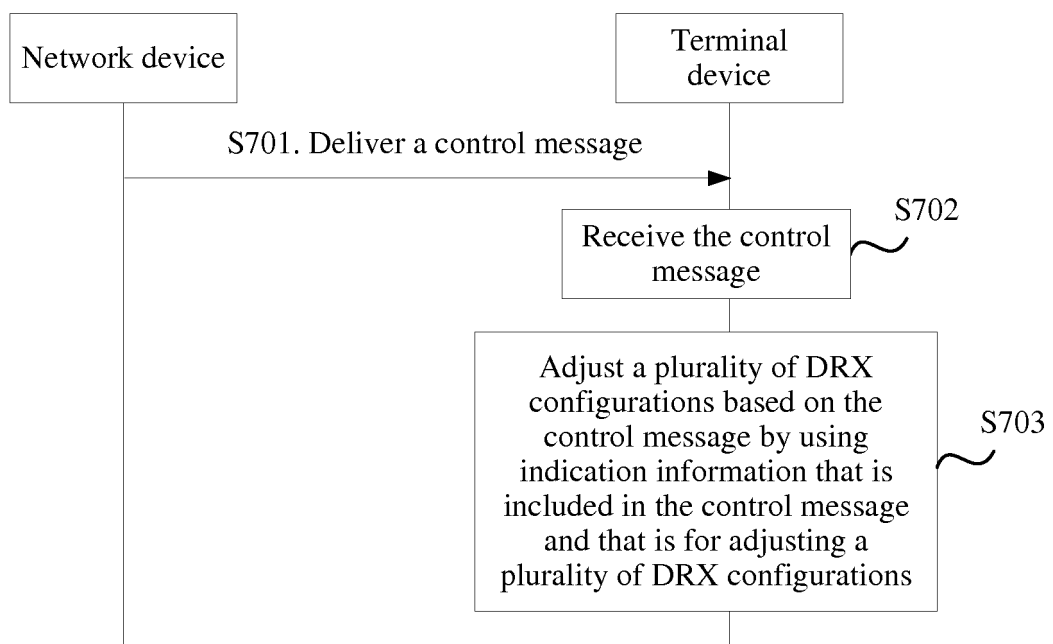 Network device
Terminal
device
S701. Deliver a control message
S702
Receive the control
message
Adjust a plurality of DRX
configurations based on the
control message by using
indication information that is
included in the control message
and that is for adjusting a
plurality of DRX configurations
S703